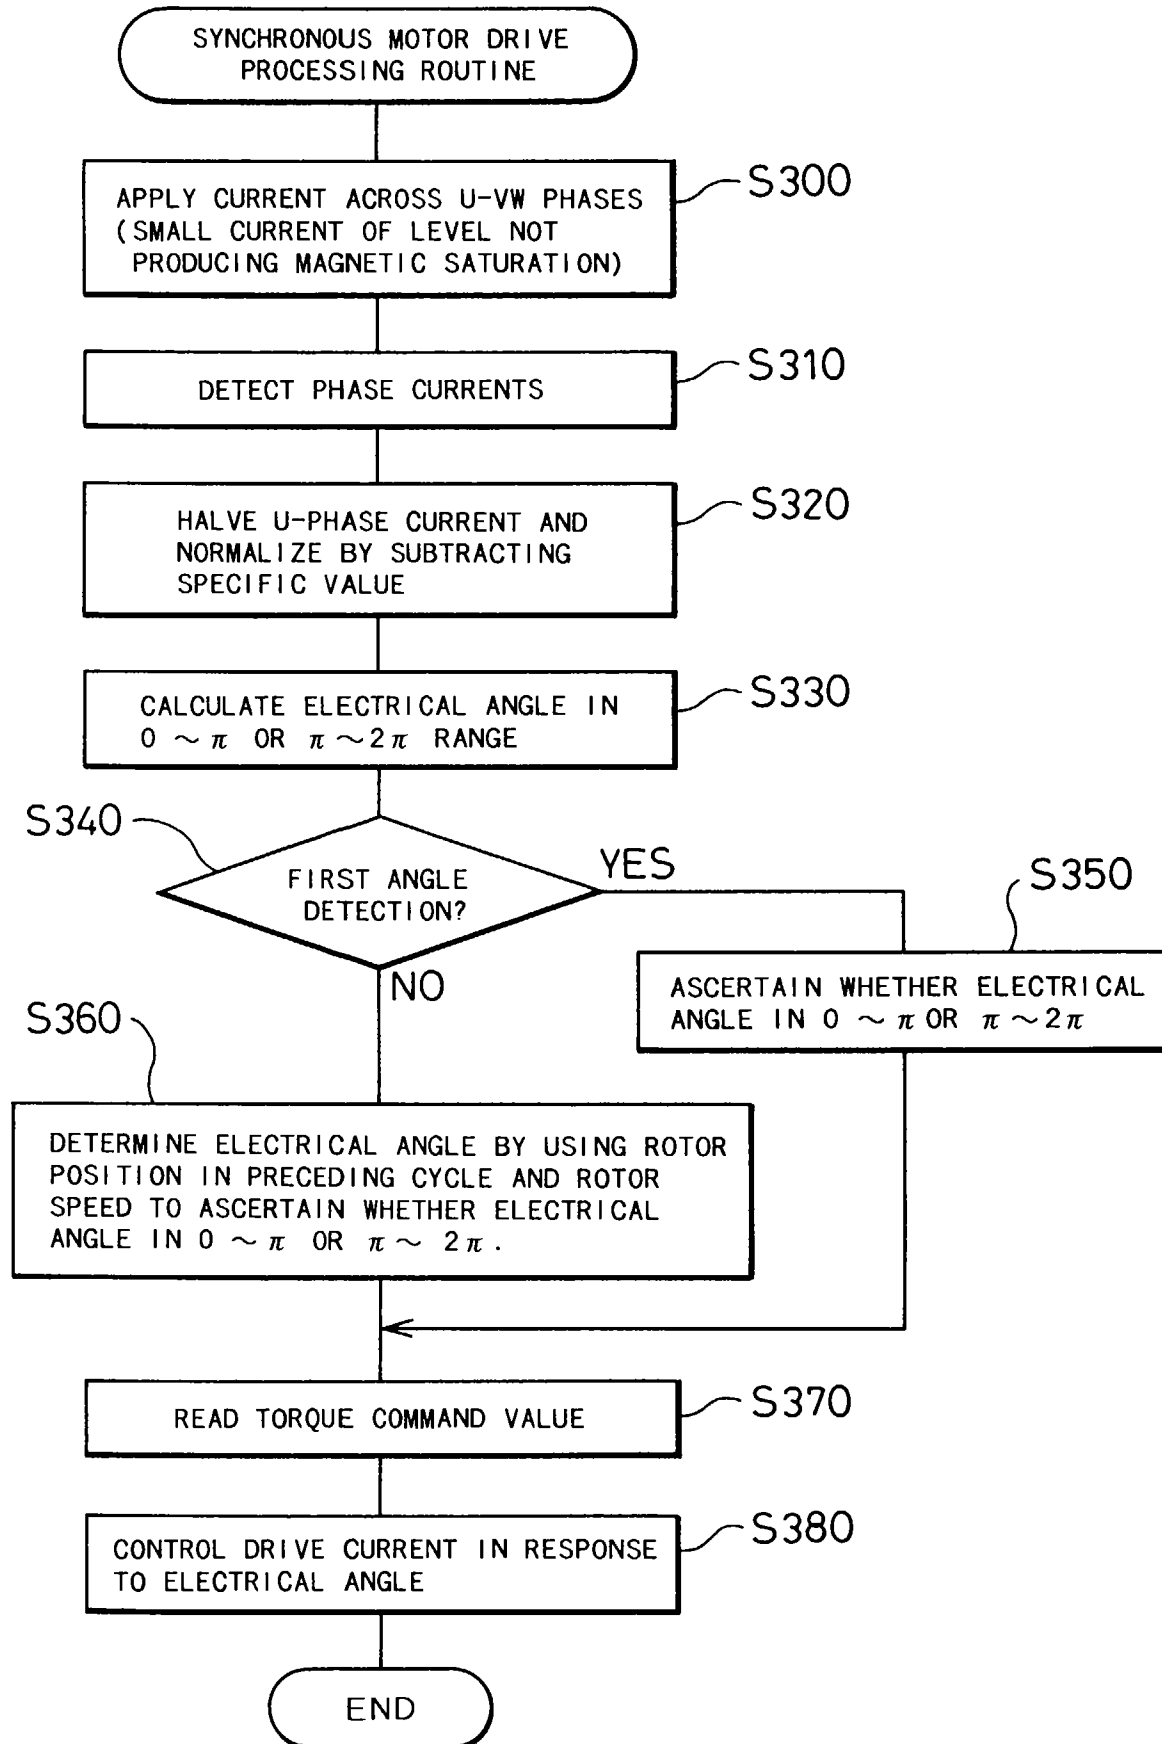 SYNCHRONOUS MOTOR DRIVE
PROCESSING ROUTINE
S300
APPLY CURRENT ACROSS U-VW PHASES
(SMALL CURRENT OF LEVEL NOT
PRODUCING MAGNETIC SATURATION)
S310
DETECT PHASE CURRENTS
S320
HALVE U-PHASE CURRENT AND
NORMALIZE BY SUBTRACTING
SPECIFIC VALUE
S330
CALCULATE ELECTRICAL ANGLE IN
0 ~ π OR π ~ 2π RANGE
S340
FIRST ANGLE
DETECTION?
YES
NO
S350
ASCERTAIN WHETHER ELECTRICAL
ANGLE IN 0 ~ π OR π ~ 2π
S360
DETERMINE ELECTRICAL ANGLE BY USING ROTOR
POSITION IN PRECEDING CYCLE AND ROTOR
SPEED TO ASCERTAIN WHETHER ELECTRICAL
ANGLE IN 0 ~ π OR π ~ 2π.
S370
READ TORQUE COMMAND VALUE
S380
CONTROL DRIVE CURRENT IN RESPONSE
TO ELECTRICAL ANGLE
END